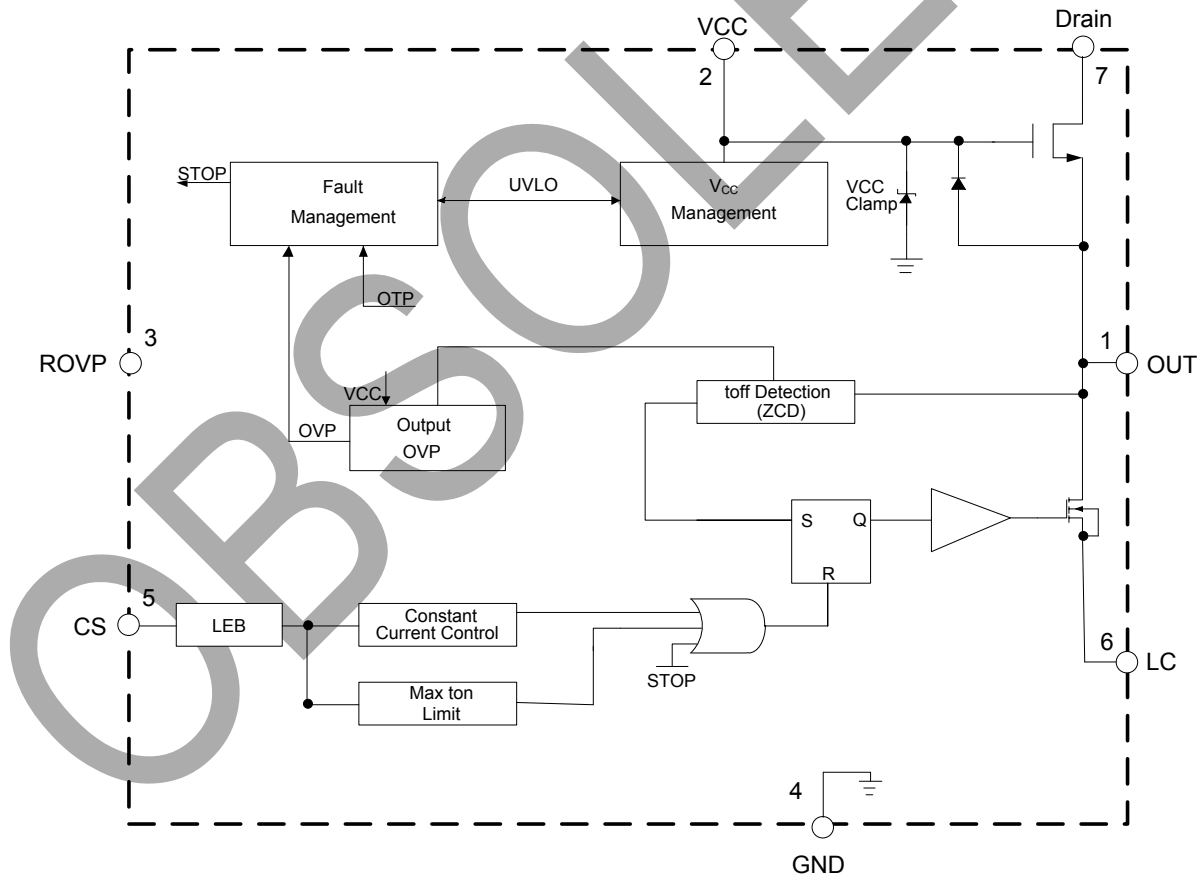 VCC
Drain
2
7
STOP
Fault
Management
UVLO
VCC
Management
VCC
Clamp
OTP
3
ROVP
1
OUT
VCC
toff Detection
(ZCD)
OVP
Output
OVP
S
Q
R
5
CS
LEB
Constant
Current Control
STOP
6
LC
Max ton
Limit
4
GND
OBSOLE